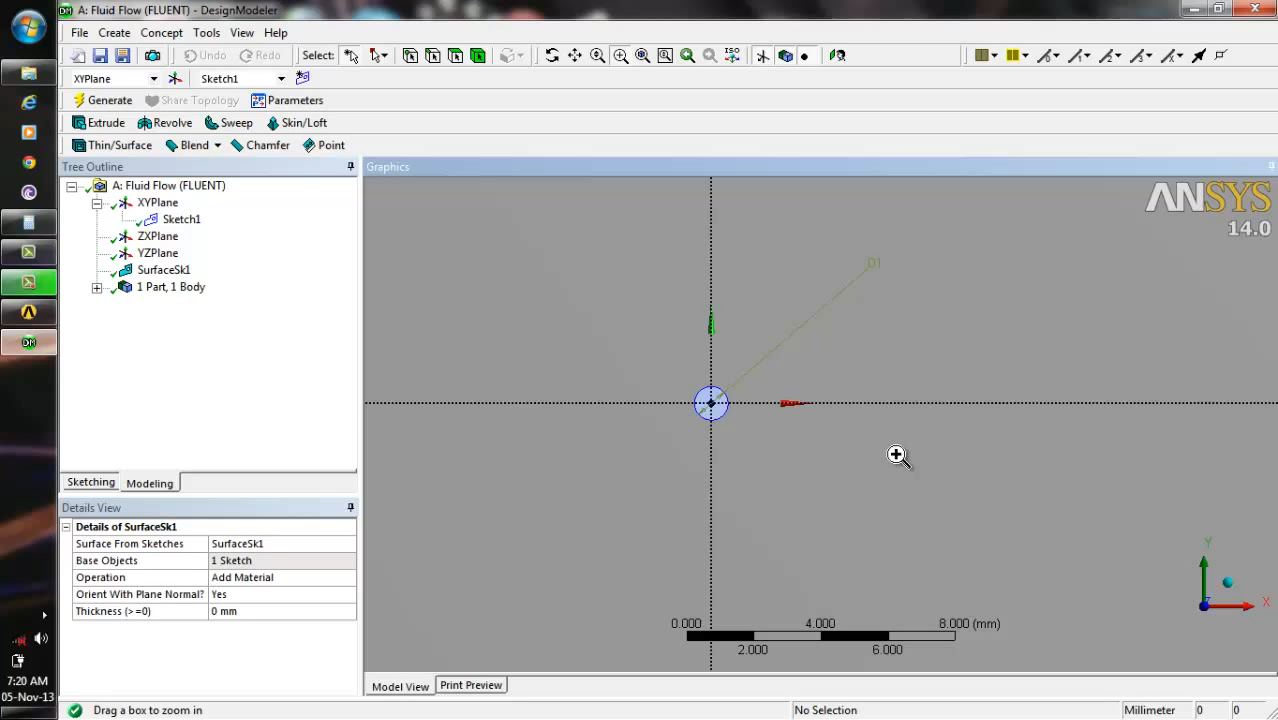 A: Fluid Flow (FLUENT) - DesignModeler
File Create Concept Tools View Help
Undo Redo Select: ISO
XYPlane Sketch1
Generate Share Topology Parameters
Extrude Revolve Sweep Skin/Loft
Thin/Surface Blend Chamfer Point
Tree Outline
A: Fluid Flow (FLUENT)
XYPlane
Sketch1
ZXPlane
YZPlane
SurfaceSk1
1 Part, 1 Body
Sketching Modeling
Details View
Details of SurfaceSk1
Surface From Sketches SurfaceSk1
Base Objects 1 Sketch
Operation Add Material
Orient With Plane Normal? Yes
Thickness (>=0) 0 mm
Graphics
ANSYS
14.0
D1
Y
X
Z
0.000 4.000 8.000 (mm)
2.000 6.000
Model View Print Preview
Drag a box to zoom in No Selection Millimeter 0 0
DM
7:20 AM
05-Nov-13